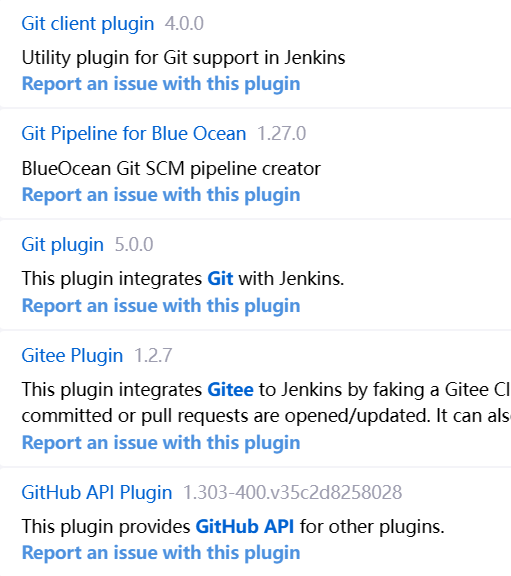 Git client plugin 4.0.0
Utility plugin for Git support in Jenkins
Report an issue with this plugin
Git Pipeline for Blue Ocean 1.27.0
BlueOcean Git SCM pipeline creator
Report an issue with this plugin
Git plugin 5.0.0
This plugin integrates Git with Jenkins.
Report an issue with this plugin
Gitee Plugin 1.2.7
This plugin integrates Gitee to Jenkins by faking a Gitee CI
committed or pull requests are opened/updated. It can also
Report an issue with this plugin
GitHub API Plugin 1.303-400.v35c2d8258028
This plugin provides GitHub API for other plugins.
Report an issue with this plugin